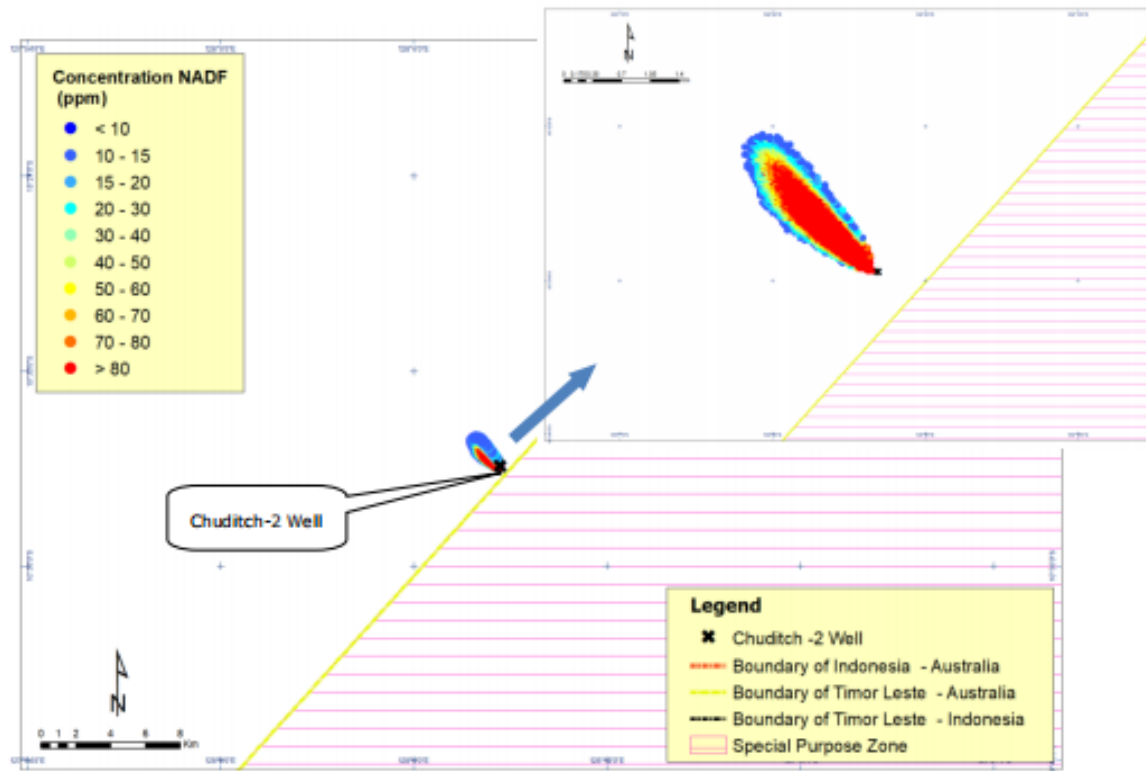 Concentration NADF
(ppm)
< 10
10 - 15
15 - 20
20 - 30
30 - 40
40 - 50
50 - 60
60 - 70
70 - 80
> 80
N
Chuditch-2 Well
N
0 1 2 4 6 8
Km
Legend
Chuditch -2 Well
Boundary of Indonesia - Australia
Boundary of Timor Leste - Australia
Boundary of Timor Leste - Indonesia
Special Purpose Zone